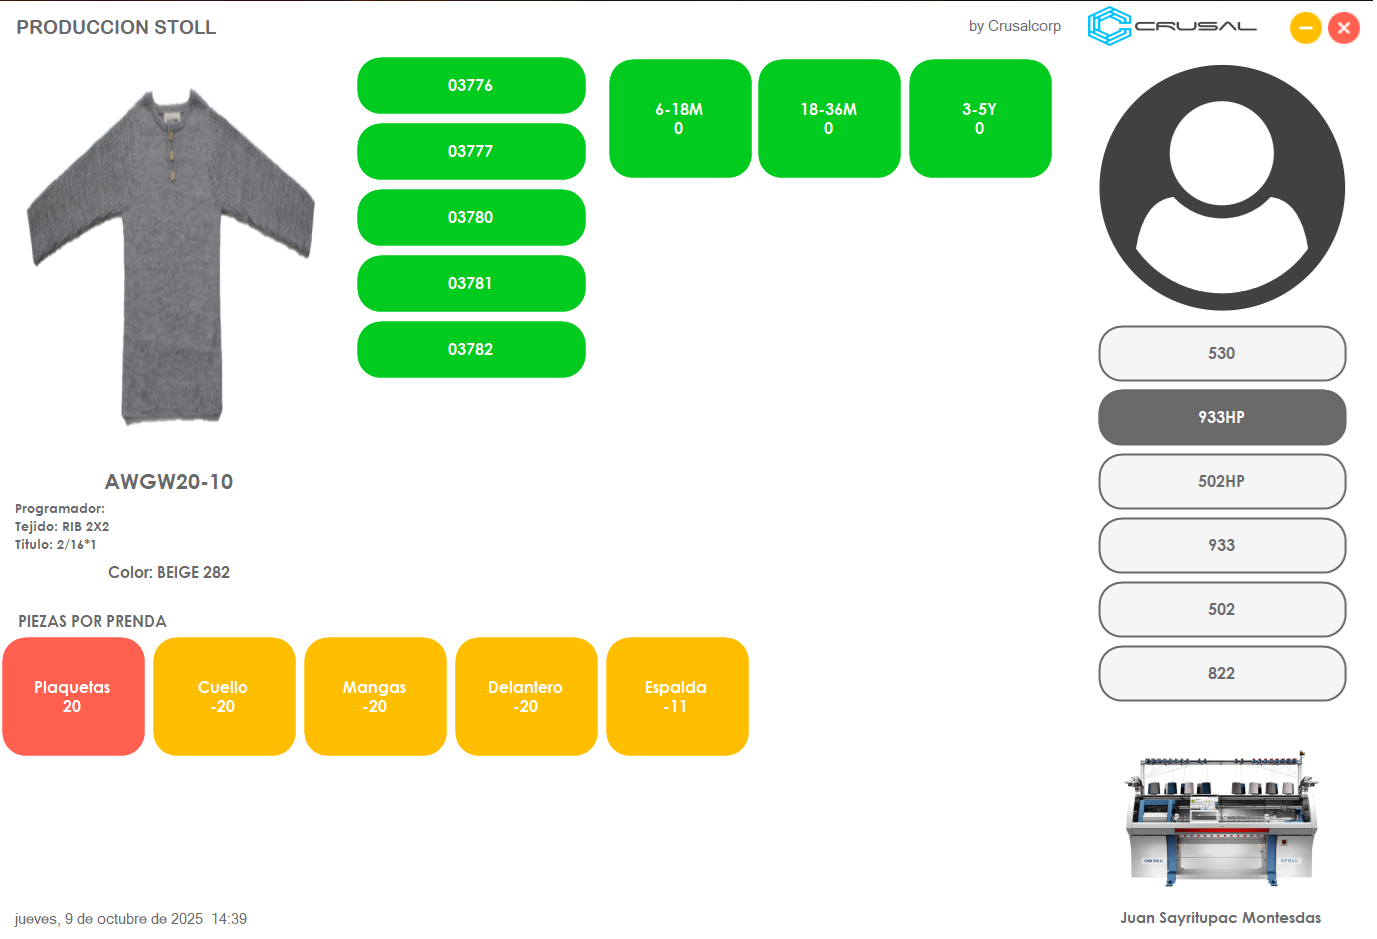 PRODUCCION STOLL
by Crusalcorp
CRUSAL
03776
03777
03780
03781
03782
6-18M
0
18-36M
0
3-5Y
0
530
933HP
502HP
933
502
822
AWGW20-10
Programador:
Tejido: RIB 2X2
Titulo: 2/16*1
Color: BEIGE 282
PIEZAS POR PRENDA
Plaquetas
20
Cuello
-20
Mangas
-20
Delantero
-20
Espalda
-11
STOLL
jueves, 9 de octubre de 2025 14:39
Juan Sayritupac Montesdas